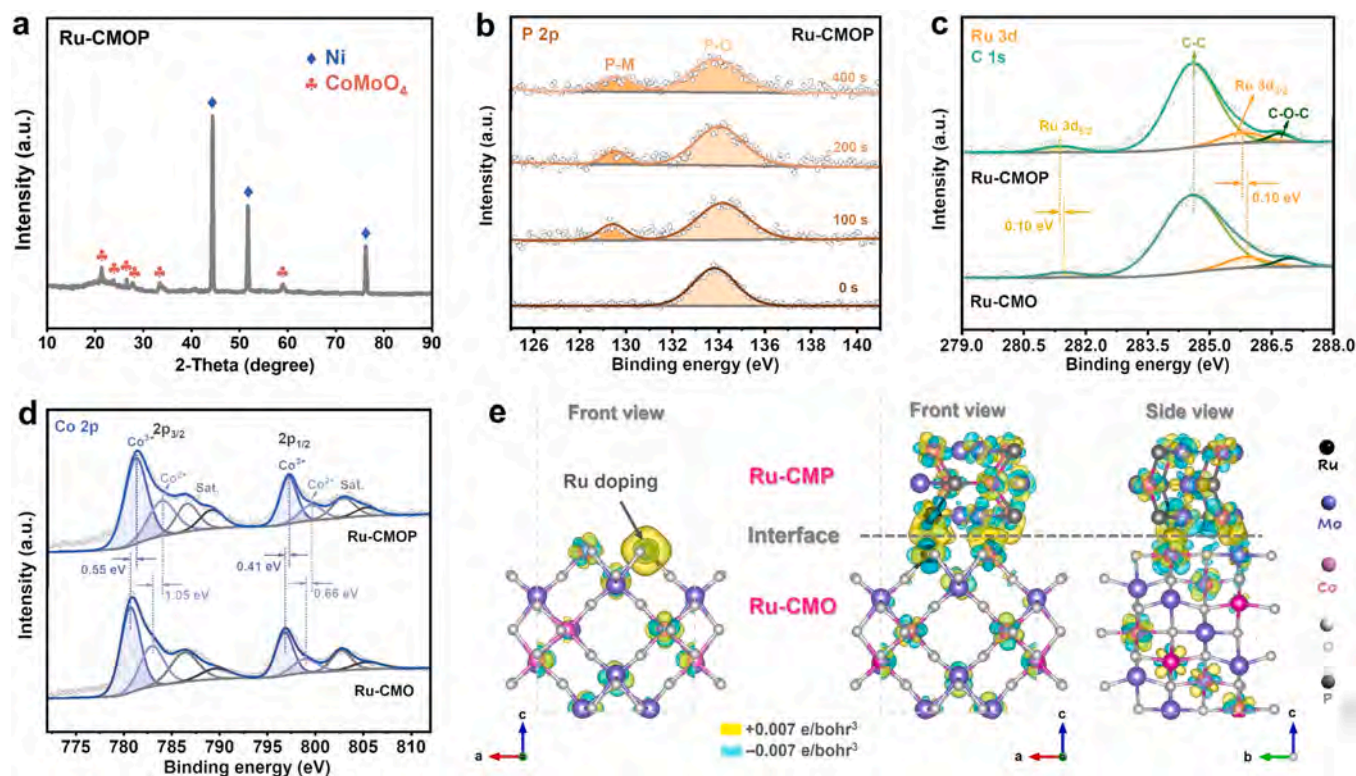 a
Ru-CMOP
Ni
CoMoO₄
Intensity (a.u.)
10 20 30 40 50 60 70 80 90
2-Theta (degree)
b
P 2p
Ru-CMOP
P-M
P-O
400 s
200 s
100 s
0 s
Intensity (a.u.)
126 128 130 132 134 136 138 140
Binding energy (eV)
c
Ru 3d
C 1s
C-C
Ru 3d₃/₂
C-O-C
Ru 3d₅/₂
Ru-CMOP
0.10 eV
0.10 eV
Ru-CMO
Intensity (a.u.)
279.0 280.5 282.0 283.5 285.0 286.5 288.0
Binding energy (eV)
d
Co 2p
2p₃/₂
2p₁/₂
Co³⁺
Co²⁺
Sat.
Co³⁺
Co²⁺
Sat.
Ru-CMOP
0.55 eV
0.41 eV
1.05 eV
0.66 eV
Ru-CMO
Intensity (a.u.)
775 780 785 790 795 800 805 810
Binding energy (eV)
e
Front view
Front view
Side view
Ru doping
Ru-CMP
Interface
Ru-CMO
Ru
Mo
Co
O
P
+0.007 e/bohr³
−0.007 e/bohr³
c
a
c
a
c
b